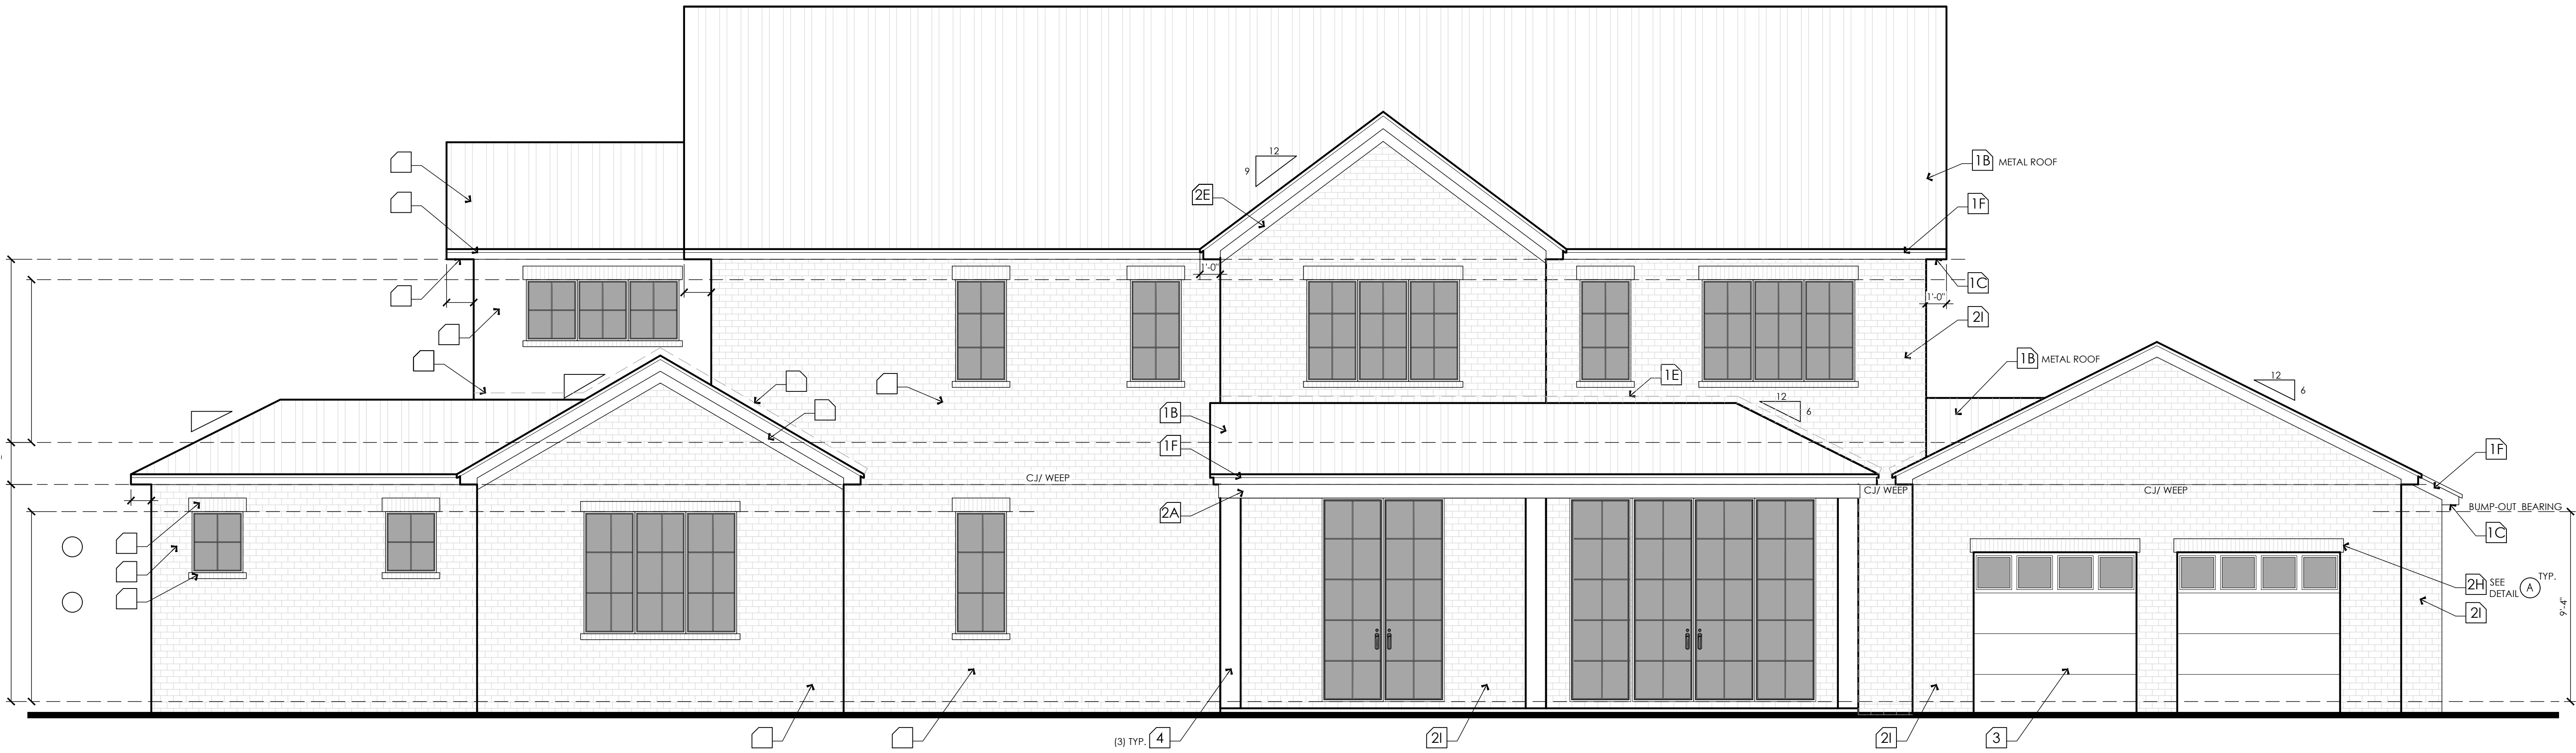 12
9
1B METAL ROOF
2E
1F
1'-0"
1C
1'-0"
2I
1B METAL ROOF
1E
12
6
12
6
1B
1F
1F
CJ/ WEEP
CJ/ WEEP
CJ/ WEEP
2A
BUMP-OUT BEARING
1C
2H SEE DETAIL A TYP.
9'-4"
2I
(3) TYP. 4
2I
2I
3